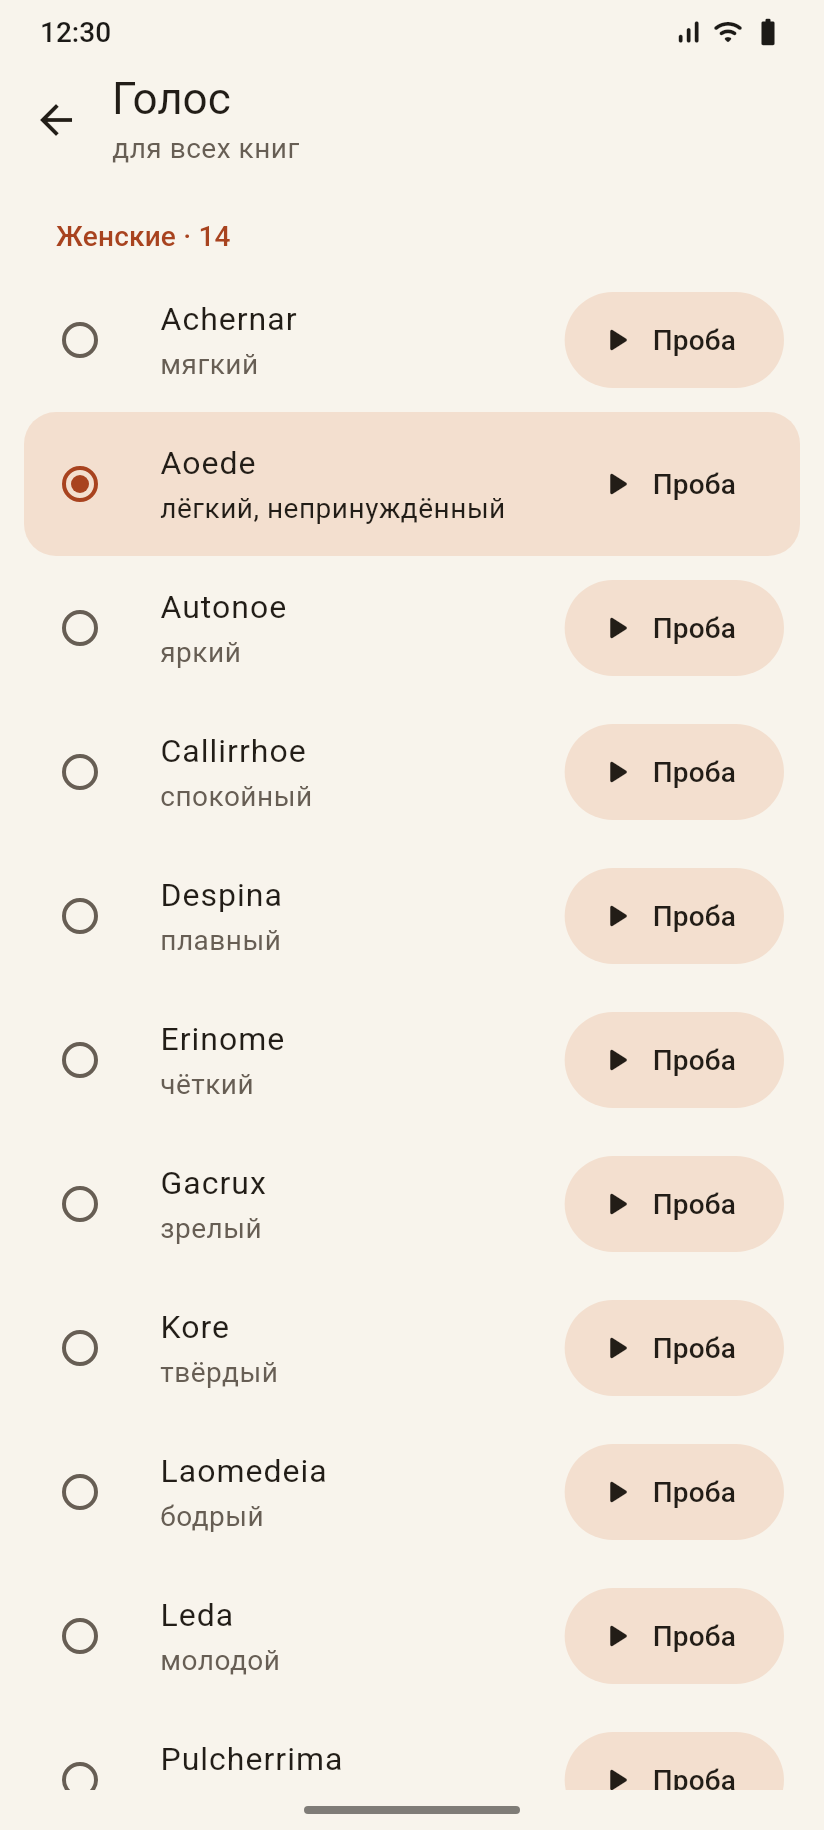 12:30
Голос
для всех книг
Женские · 14
Achernar
мягкий
Проба
Aoede
лёгкий, непринуждённый
Проба
Autonoe
яркий
Проба
Callirrhoe
спокойный
Проба
Despina
плавный
Проба
Erinome
чёткий
Проба
Gacrux
зрелый
Проба
Kore
твёрдый
Проба
Laomedeia
бодрый
Проба
Leda
молодой
Проба
Pulcherrima
Проба